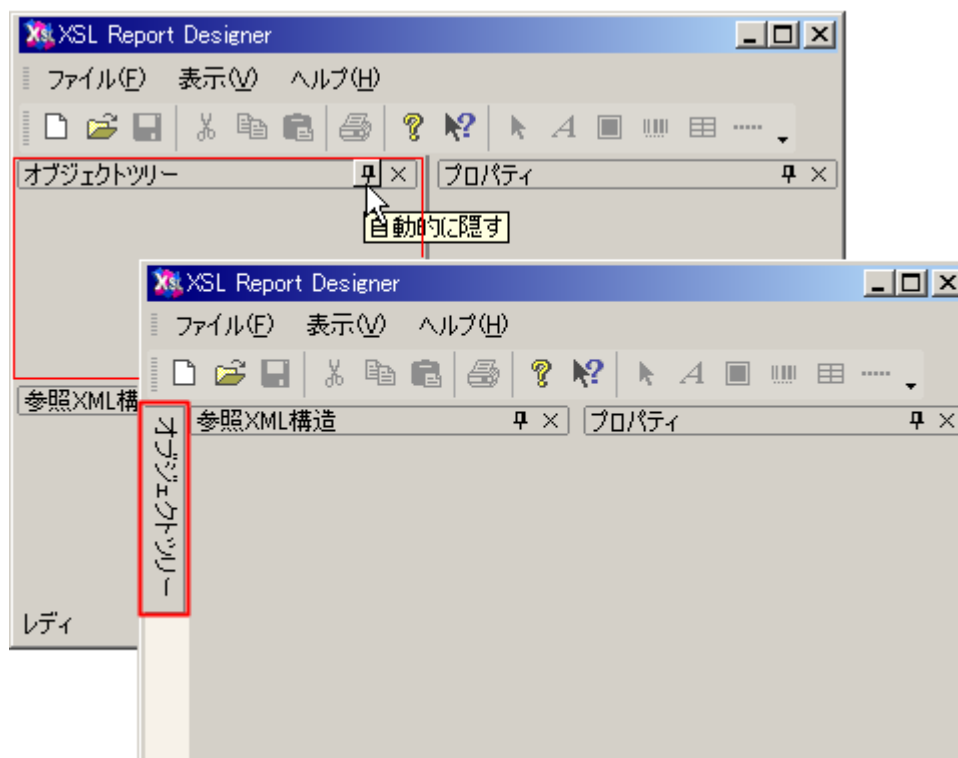 XSL Report Designer
ファイル(F) 表示(V) ヘルプ(H)
オブジェクトツリー
プロパティ
自動的に隠す
参照XML構
レディ
XSL Report Designer
ファイル(F) 表示(V) ヘルプ(H)
オブジェクトツリー
参照XML構造
プロパティ